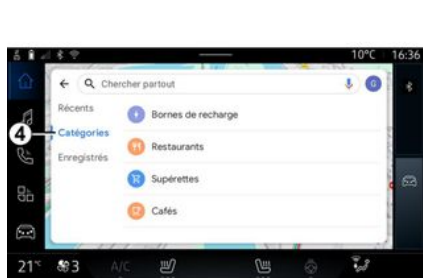 10°C 16:36
Chercher partout
G
Récents
Catégories
Enregistrés
Bornes de recharge
Restaurants
Supérettes
Cafés
4
21°
3
A/C